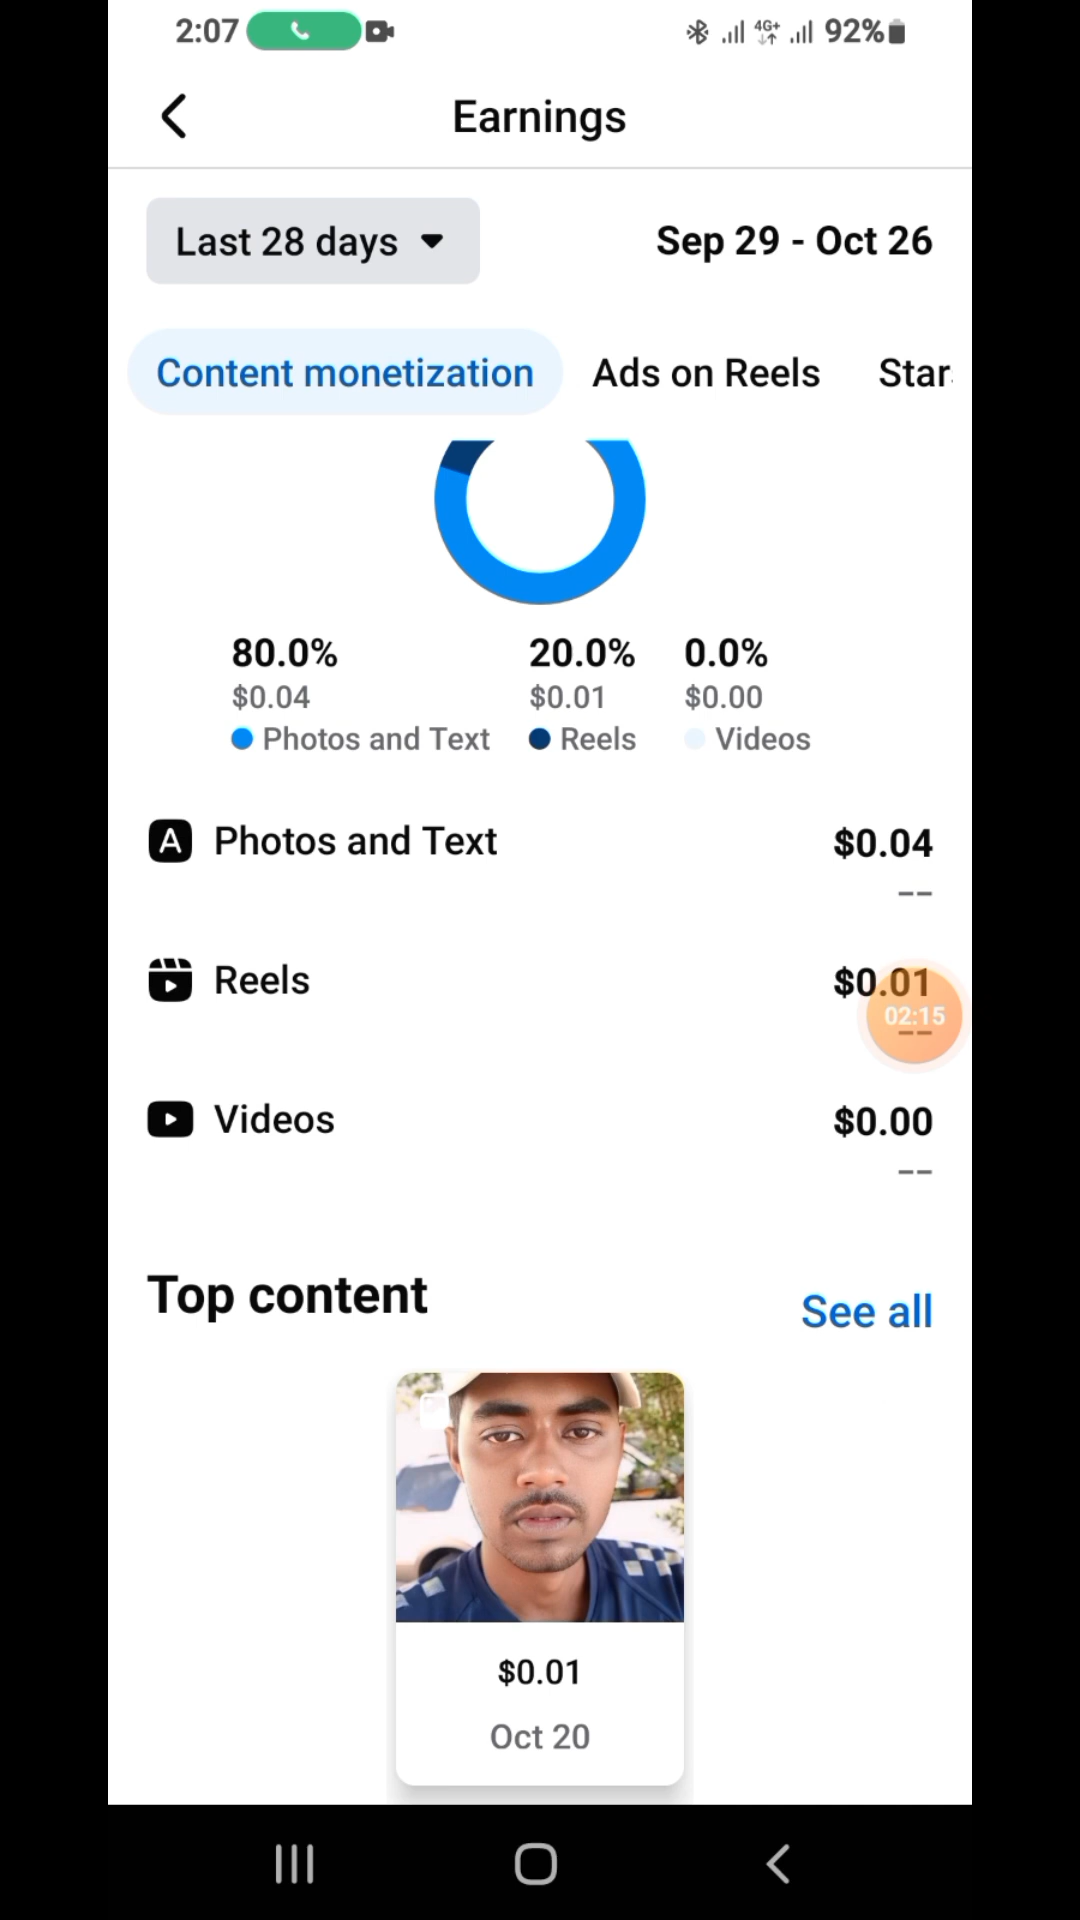 2:07 4G+ 92%
Earnings
Last 28 days Sep 29 - Oct 26
Content monetization Ads on Reels Star
80.0% 20.0% 0.0%
$0.04 $0.01 $0.00
Photos and Text Reels Videos
A Photos and Text $0.04
--
Reels $0.01
02:15
--
Videos $0.00
--
Top content See all
$0.01
Oct 20